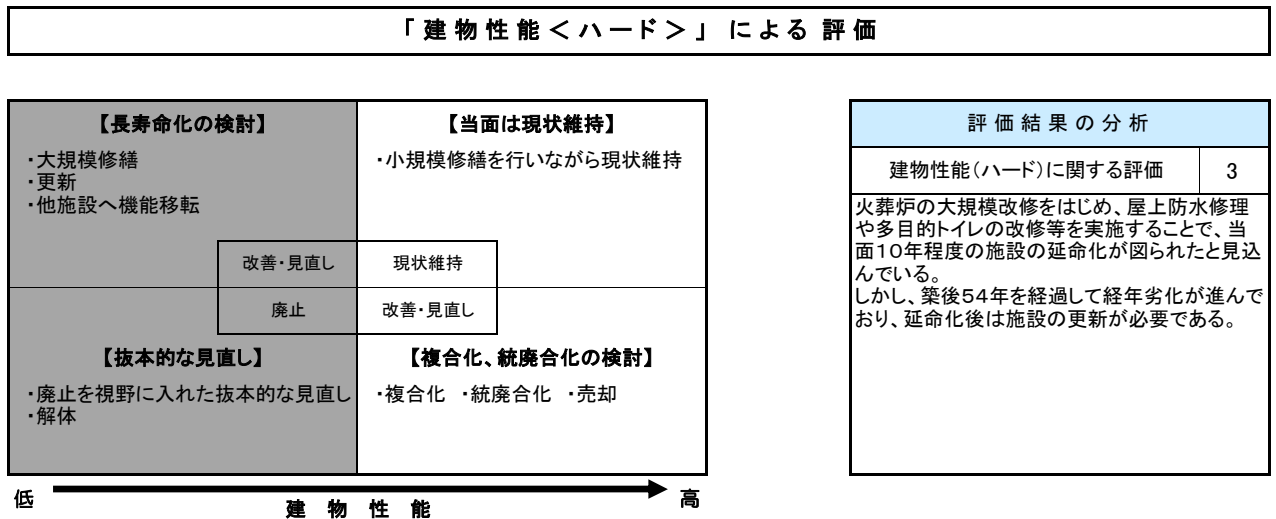 「建物性能＜ハード＞」による評価
【長寿命化の検討】
・大規模修繕
・更新
・他施設へ機能移転
【当面は現状維持】
・小規模修繕を行いながら現状維持
改善・見直し
現状維持
廃止
改善・見直し
【抜本的な見直し】
・廃止を視野に入れた抜本的な見直し
・解体
【複合化、統廃合化の検討】
・複合化　・統廃合化　・売却
低
高
建物性能
評価結果の分析
建物性能（ハード）に関する評価
3
火葬炉の大規模改修をはじめ、屋上防水修理
や多目的トイレの改修等を実施することで、当
面１０年程度の施設の延命化が図られたと見込
んでいる。
しかし、築後５４年を経過して経年劣化が進んで
おり、延命化後は施設の更新が必要である。